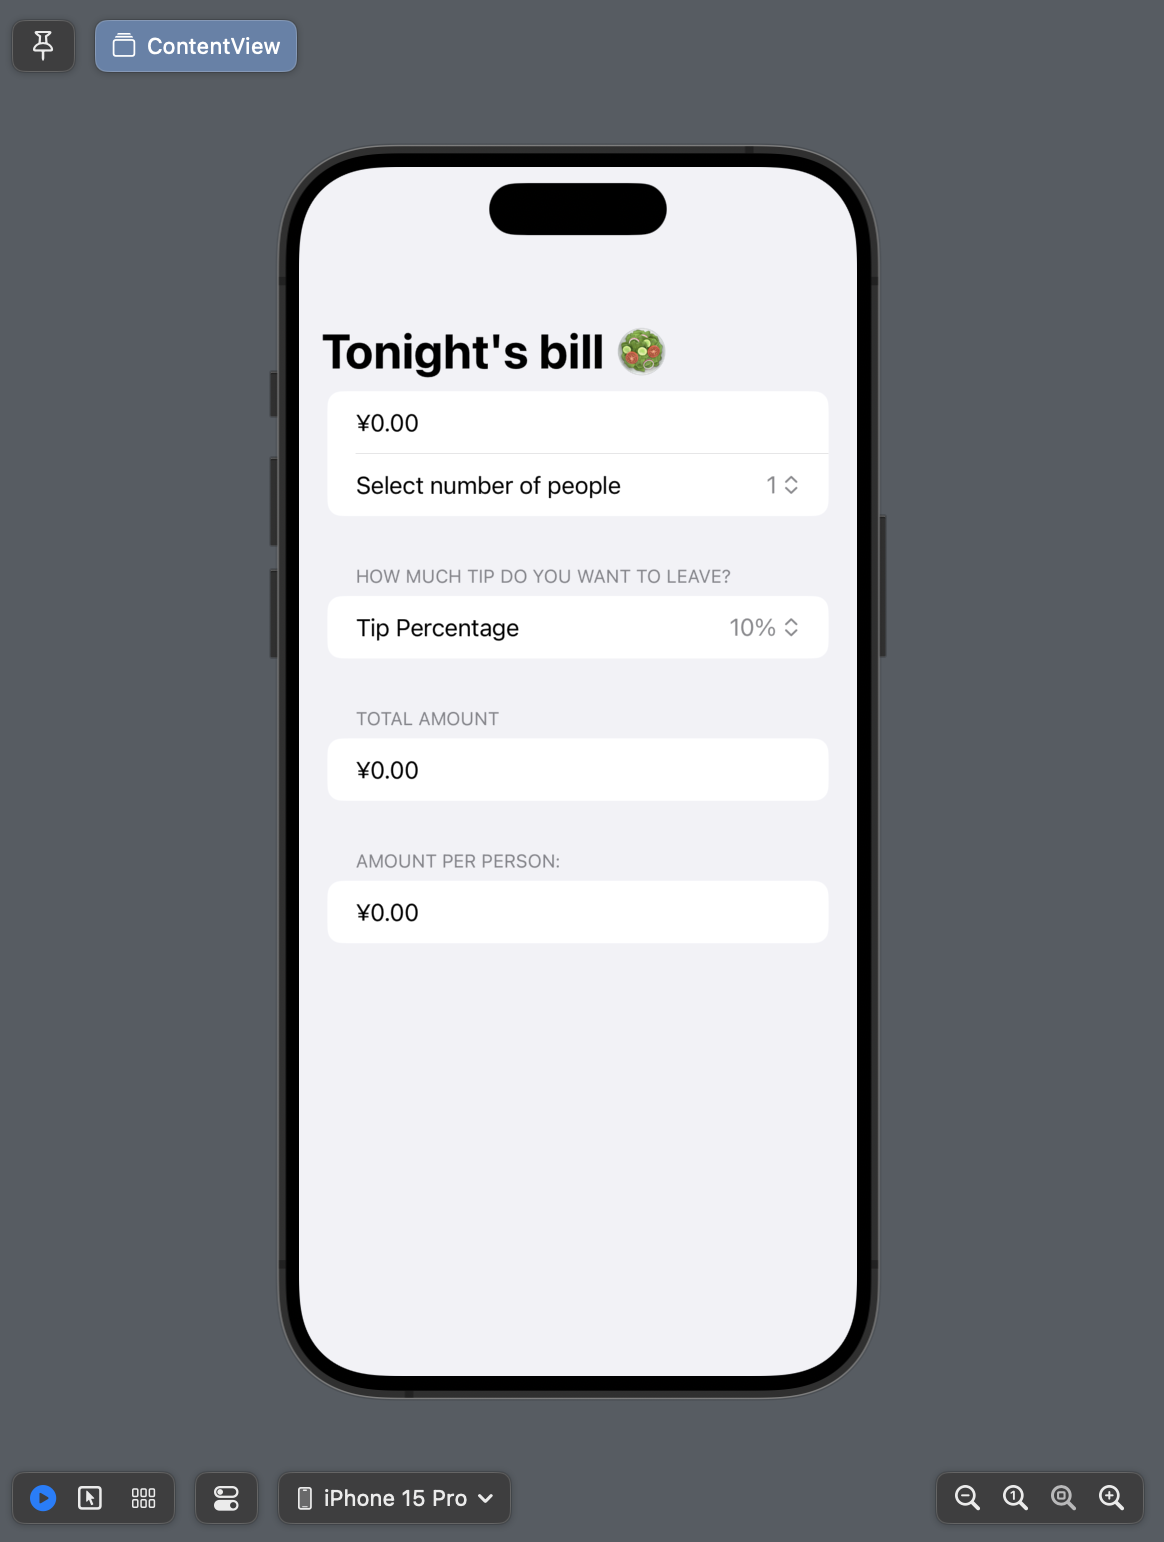 ContentView
Tonight's bill 🥗
¥0.00
Select number of people 1
HOW MUCH TIP DO YOU WANT TO LEAVE?
Tip Percentage 10%
TOTAL AMOUNT
¥0.00
AMOUNT PER PERSON:
¥0.00
iPhone 15 Pro